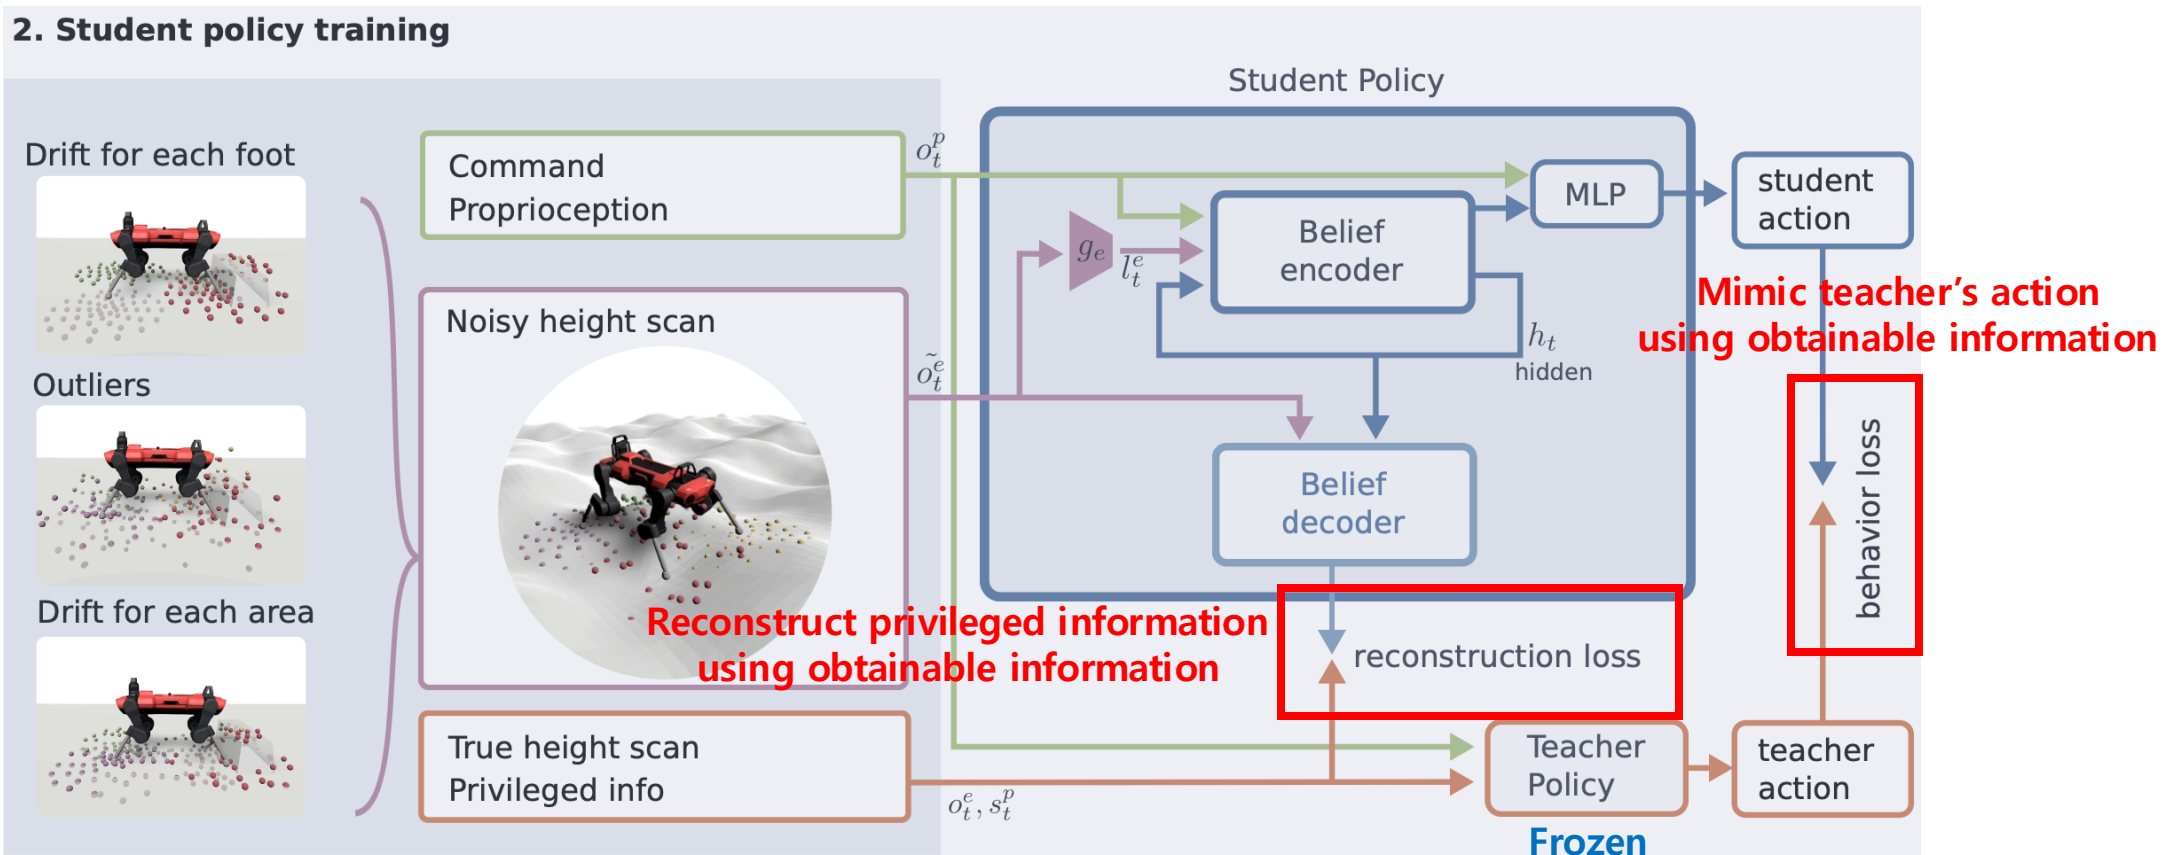 2. Student policy training
Student Policy
Drift for each foot
Outliers
Drift for each area
Command
Proprioception
Noisy height scan
True height scan
Privileged info
$o_t^p$
$\tilde{o}_t^e$
$o_t^e, s_t^p$
$g_e$
$l_t^e$
Belief
encoder
MLP
student
action
$h_t$
hidden
Belief
decoder
Mimic teacher's action
using obtainable information
behavior loss
Reconstruct privileged information
using obtainable information
reconstruction loss
Teacher
Policy
teacher
action
Frozen